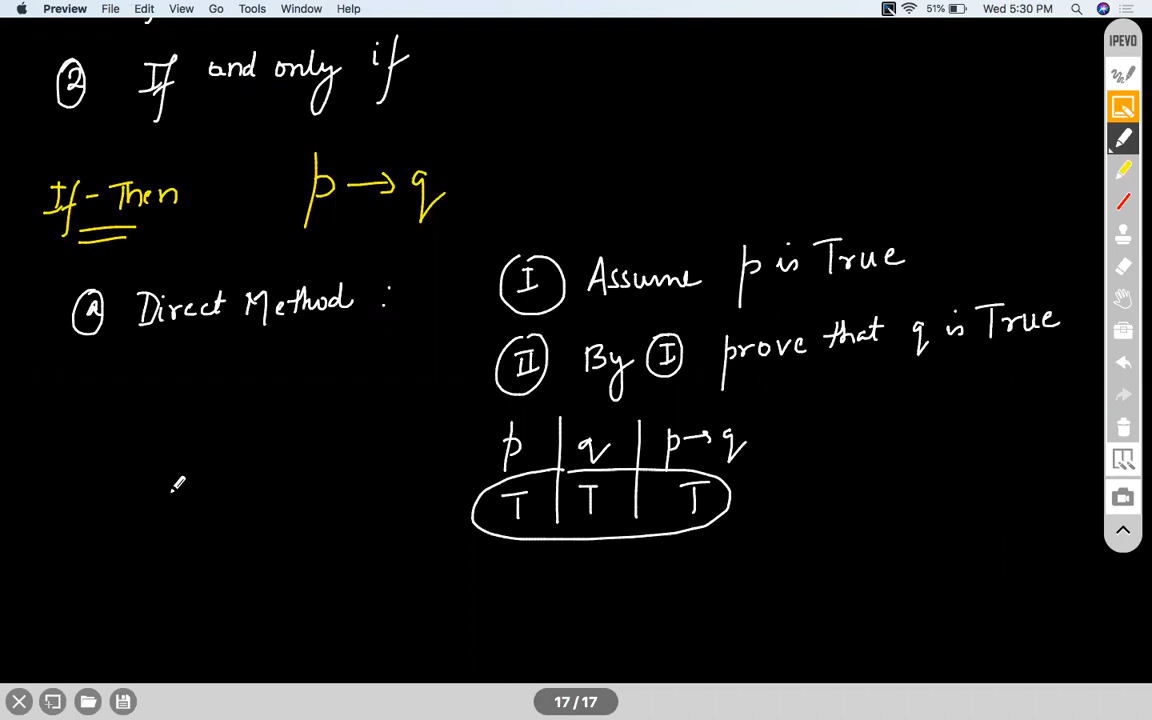 Preview File Edit View Go Tools Window Help 51% Wed 5:30 PM
IPEVO
② If and only if
If - Then p → q
ⓐ Direct Method :
Ⓘ Assume p is True
Ⅱ By Ⓘ prove that q is True
p | q | p → q
T | T | T
17/17